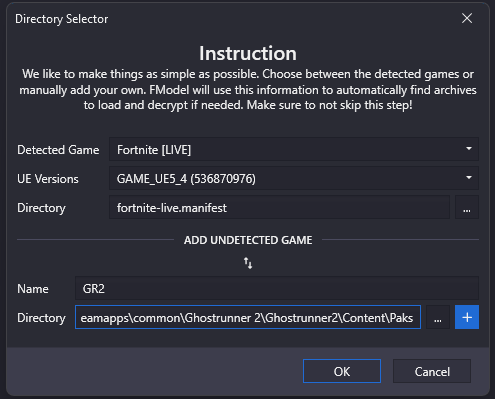 Directory Selector
Instruction
We like to make things as simple as possible. Choose between the detected games or
manually add your own. FModel will use this information to automatically find archives
to load and decrypt if needed. Make sure to not skip this step!
Detected Game Fortnite [LIVE]
UE Versions GAME_UE5_4 (536870976)
Directory fortnite-live.manifest ...
ADD UNDETECTED GAME
Name GR2
Directory eamapps\common\Ghostrunner 2\Ghostrunner2\Content\Paks ... +
OK Cancel